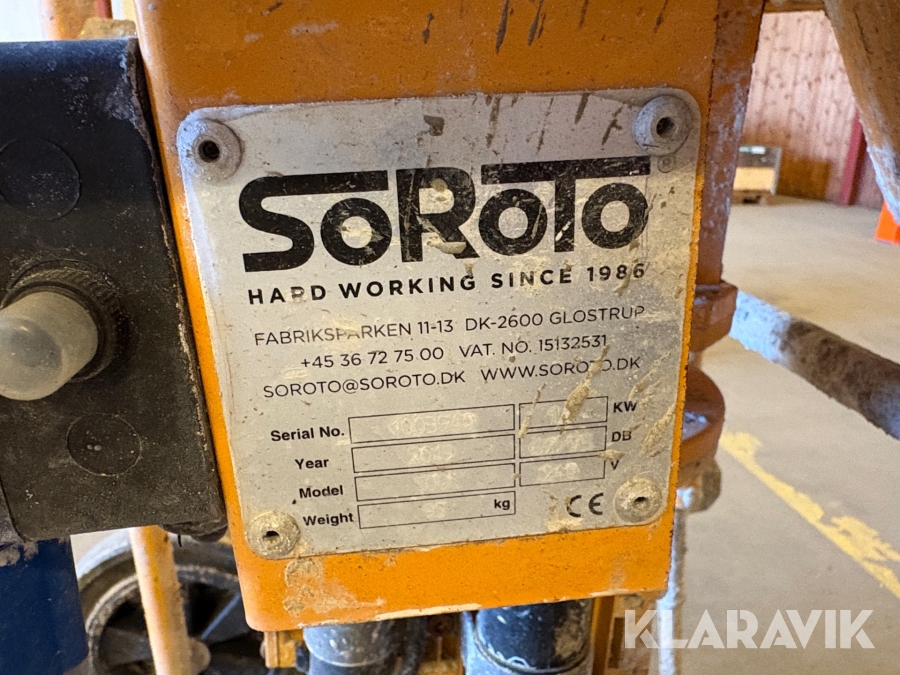 SoRoTo®
HARD WORKING SINCE 1986
FABRIKSPARKEN 11-13 DK-2600 GLOSTRUP
+45 36 72 75 00 VAT. NO. 15132531
SOROTO@SOROTO.DK WWW.SOROTO.DK
Serial No. KW
Year DB
Model V
Weight kg CE
KLARAVIK